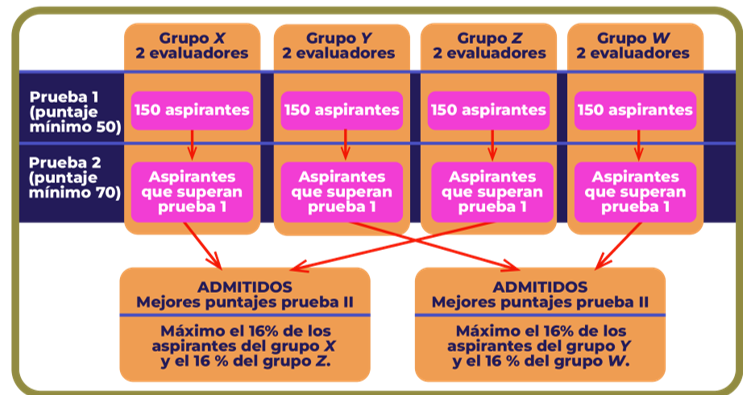 Grupo X
2 evaluadores
Grupo Y
2 evaluadores
Grupo Z
2 evaluadores
Grupo W
2 evaluadores
Prueba 1
(puntaje
mínimo 50)
150 aspirantes
150 aspirantes
150 aspirantes
150 aspirantes
Prueba 2
(puntaje
mínimo 70)
Aspirantes
que superan
prueba 1
Aspirantes
que superan
prueba 1
Aspirantes
que superan
prueba 1
Aspirantes
que superan
prueba 1
ADMITIDOS
Mejores puntajes prueba II
Máximo el 16% de los
aspirantes del grupo X
y el 16 % del grupo Z.
ADMITIDOS
Mejores puntajes prueba II
Máximo el 16% de los
aspirantes del grupo Y
y el 16 % del grupo W.